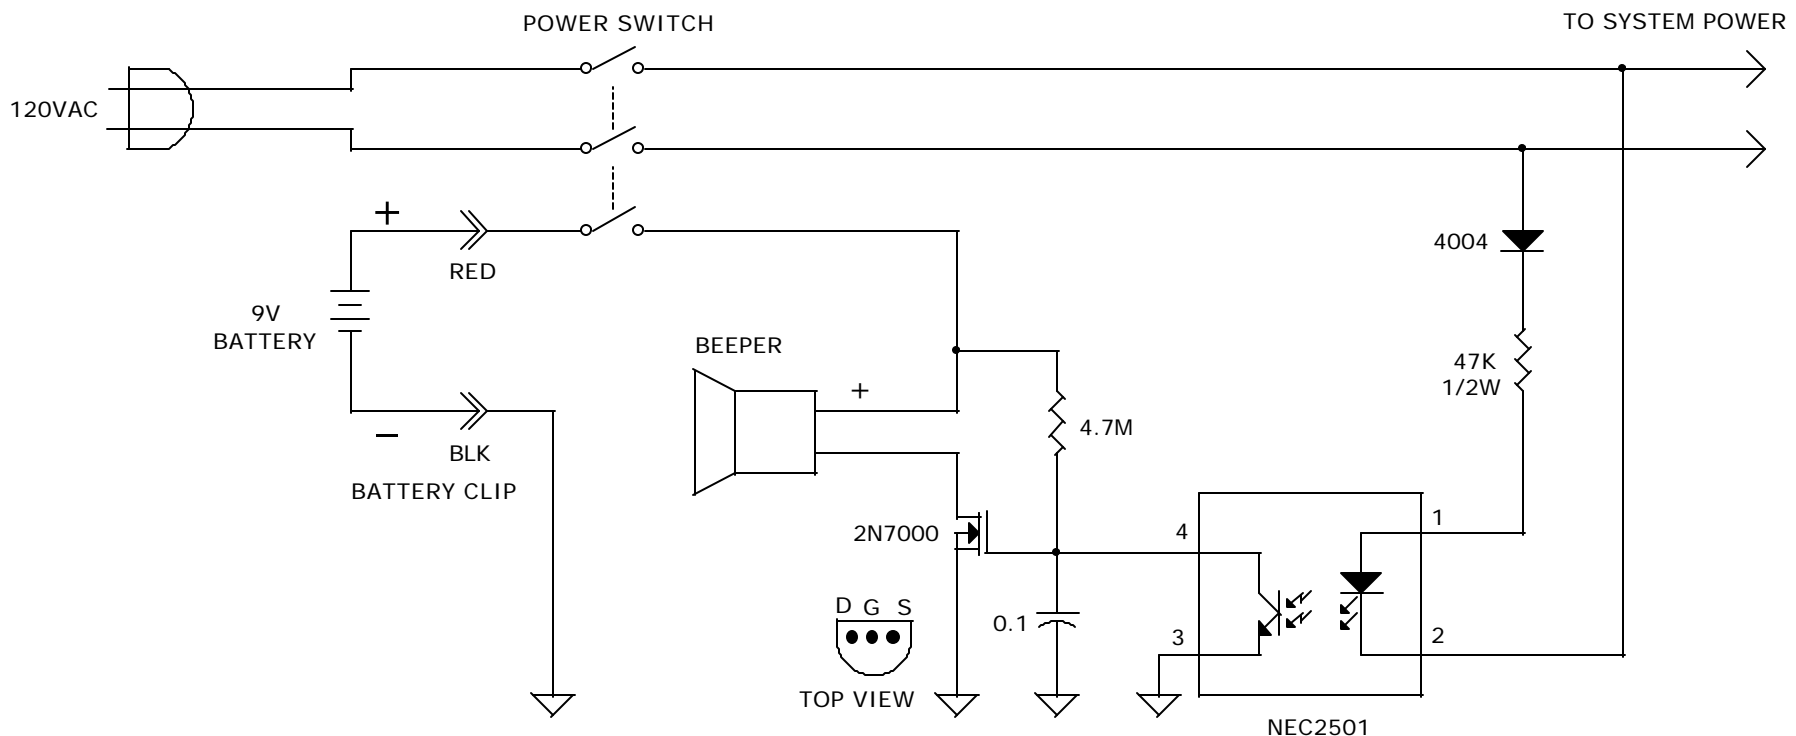 POWER SWITCH
TO SYSTEM POWER
120VAC
+
RED
4004
9V
BATTERY
BEEPER
+
47K
1/2W
4.7M
−
BLK
BATTERY CLIP
2N7000
4
1
D G S
0.1
3
2
TOP VIEW
NEC2501